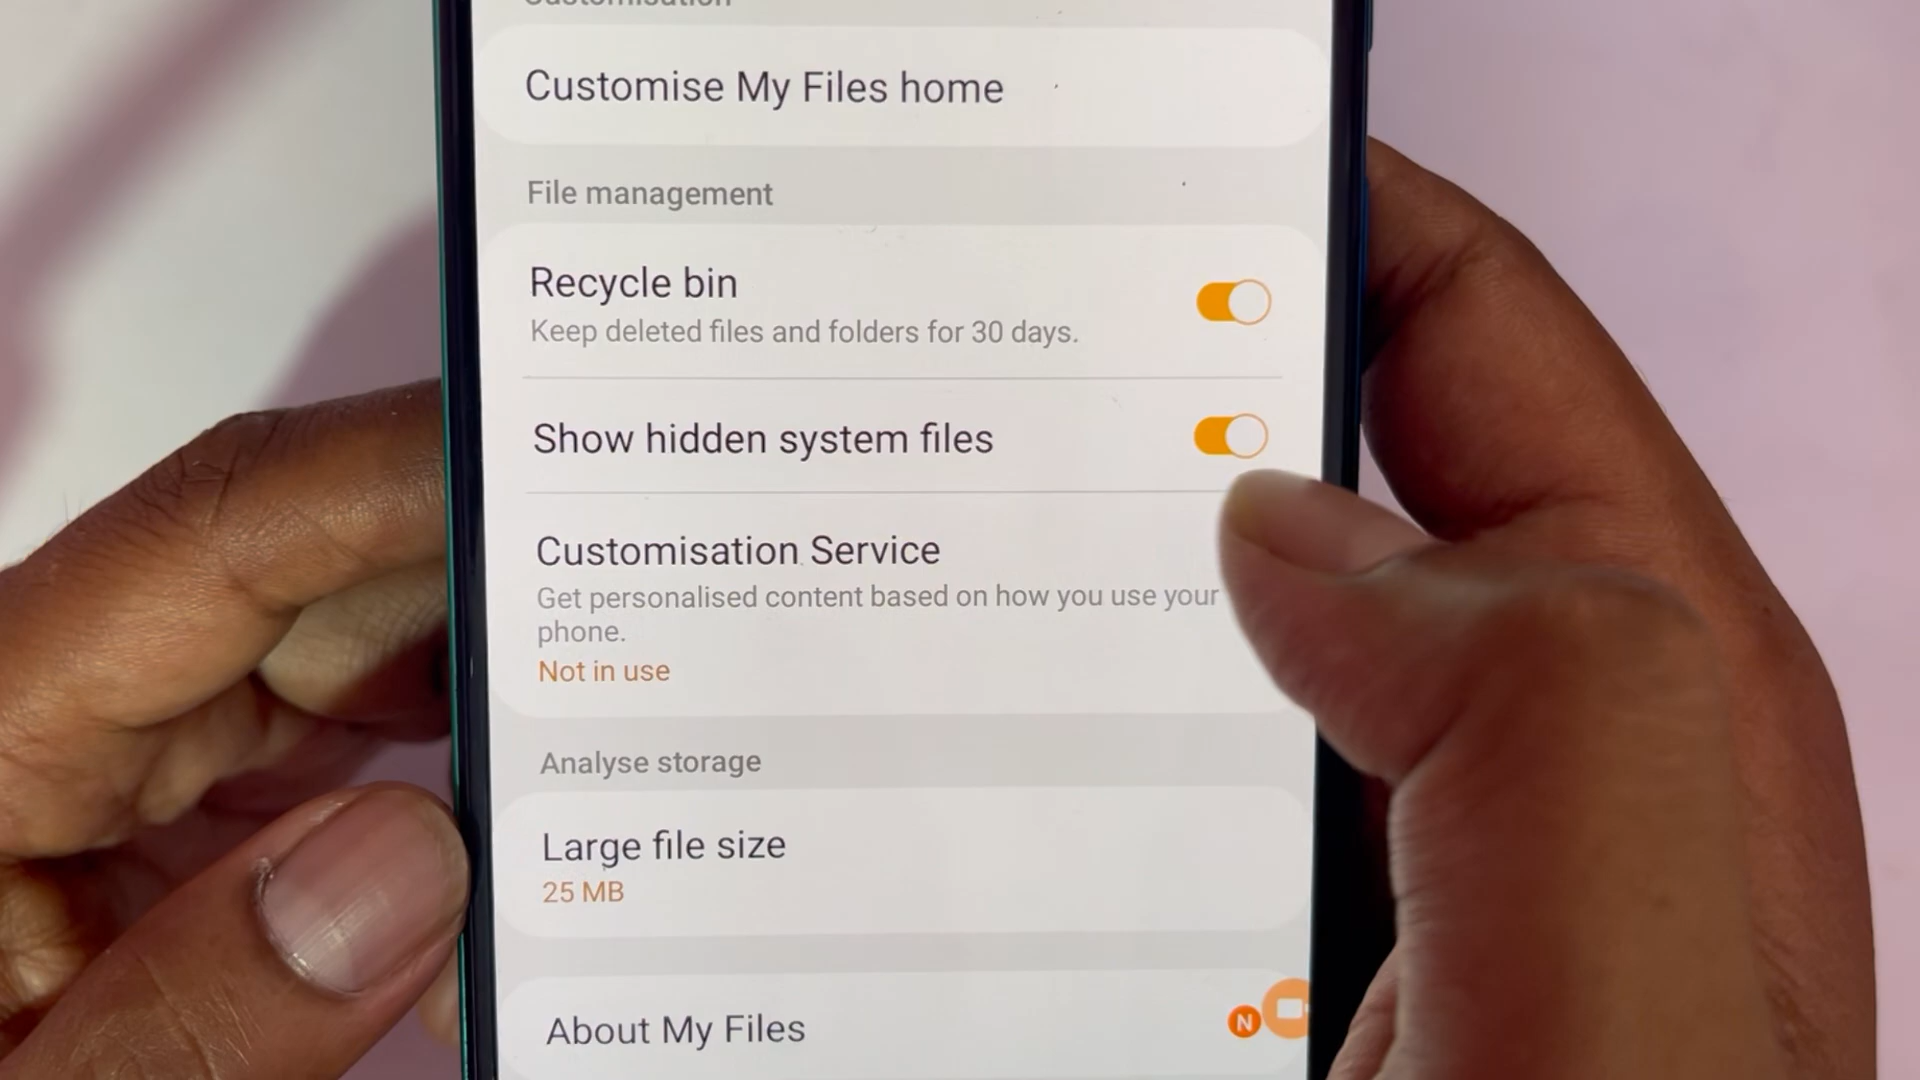 Customisation
Customise My Files home
File management
Recycle bin
Keep deleted files and folders for 30 days.
Show hidden system files
Customisation Service
Get personalised content based on how you use your
phone.
Not in use
Analyse storage
Large file size
25 MB
About My Files
N